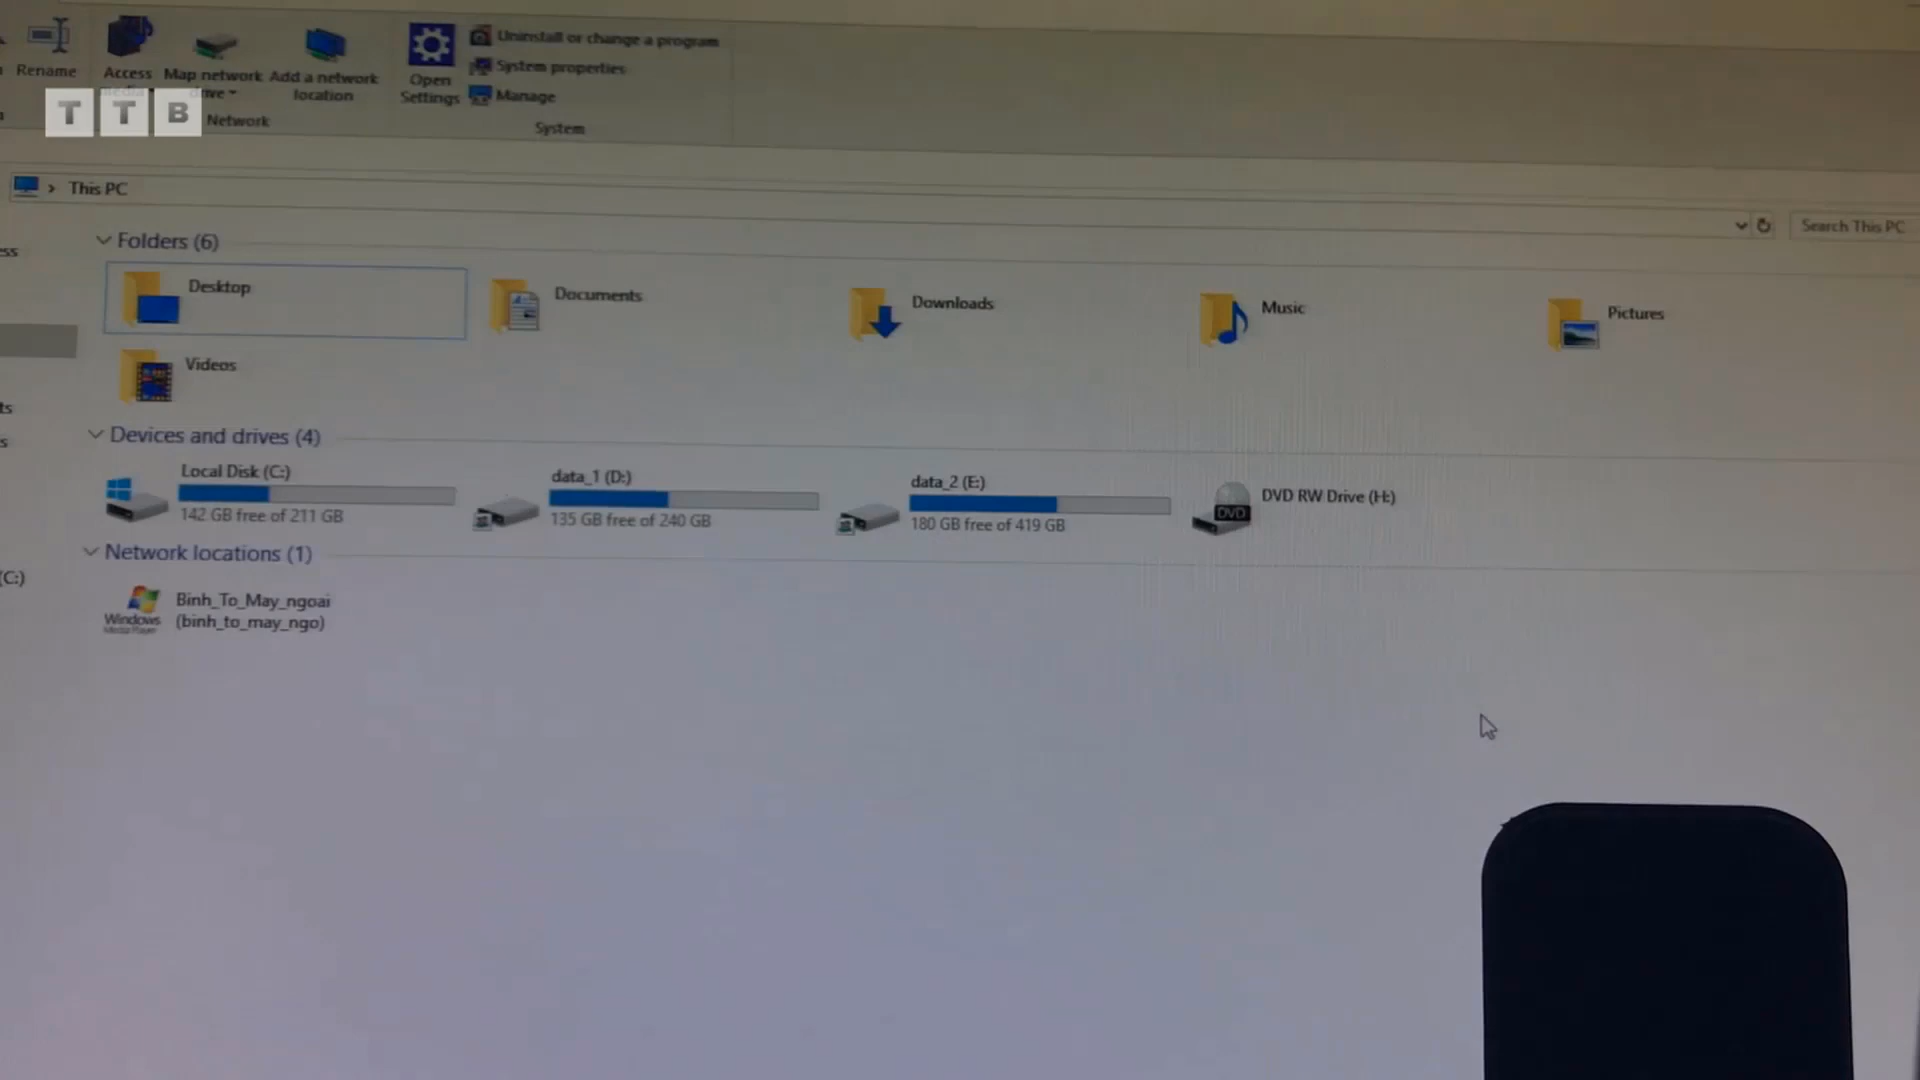 Rename
Access media
Map network drive
Add a network location
Network
Open Settings
Uninstall or change a program
System properties
Manage
System
T T B
This PC
Search This PC
Folders (6)
Desktop
Documents
Downloads
Music
Pictures
Videos
Devices and drives (4)
Local Disk (C:)
142 GB free of 211 GB
data_1 (D:)
135 GB free of 240 GB
data_2 (E:)
180 GB free of 419 GB
DVD
DVD RW Drive (H:)
Network locations (1)
(C:)
Windows
Media Player
Binh_To_May_ngoai
(binh_to_may_ngo)